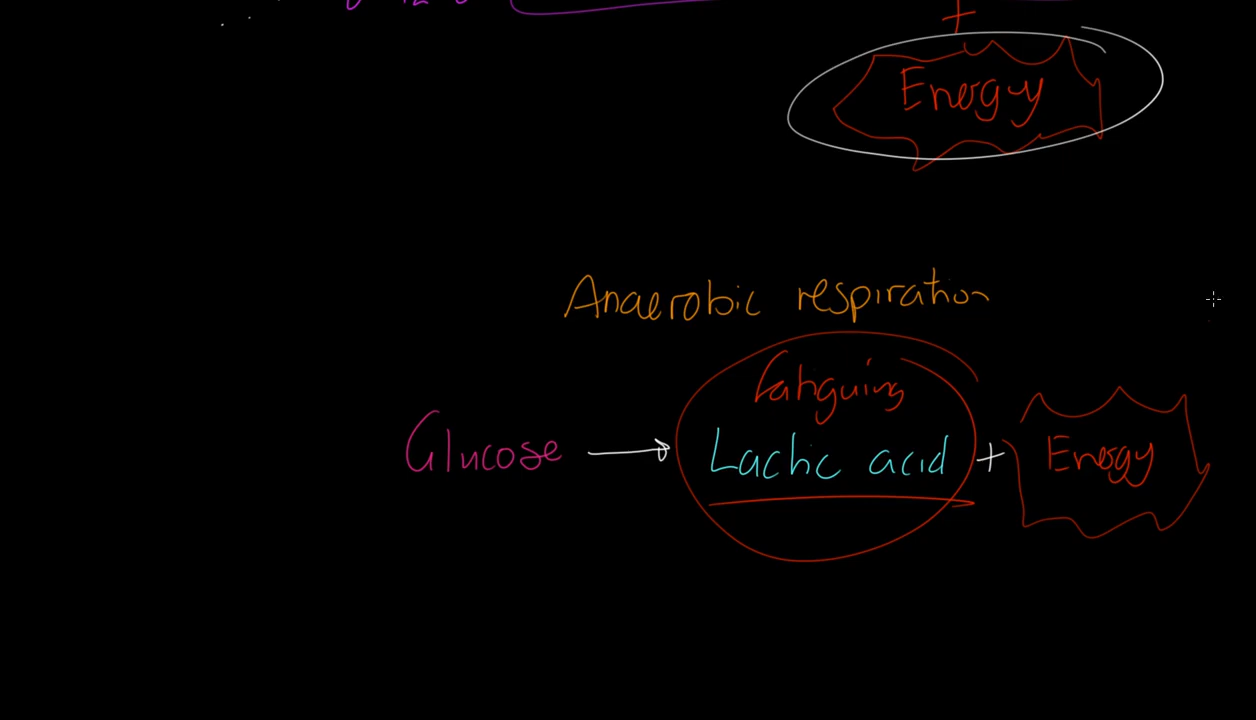 +
Energy
Anaerobic respiration
Fatiguing
Glucose → Lactic acid + Energy